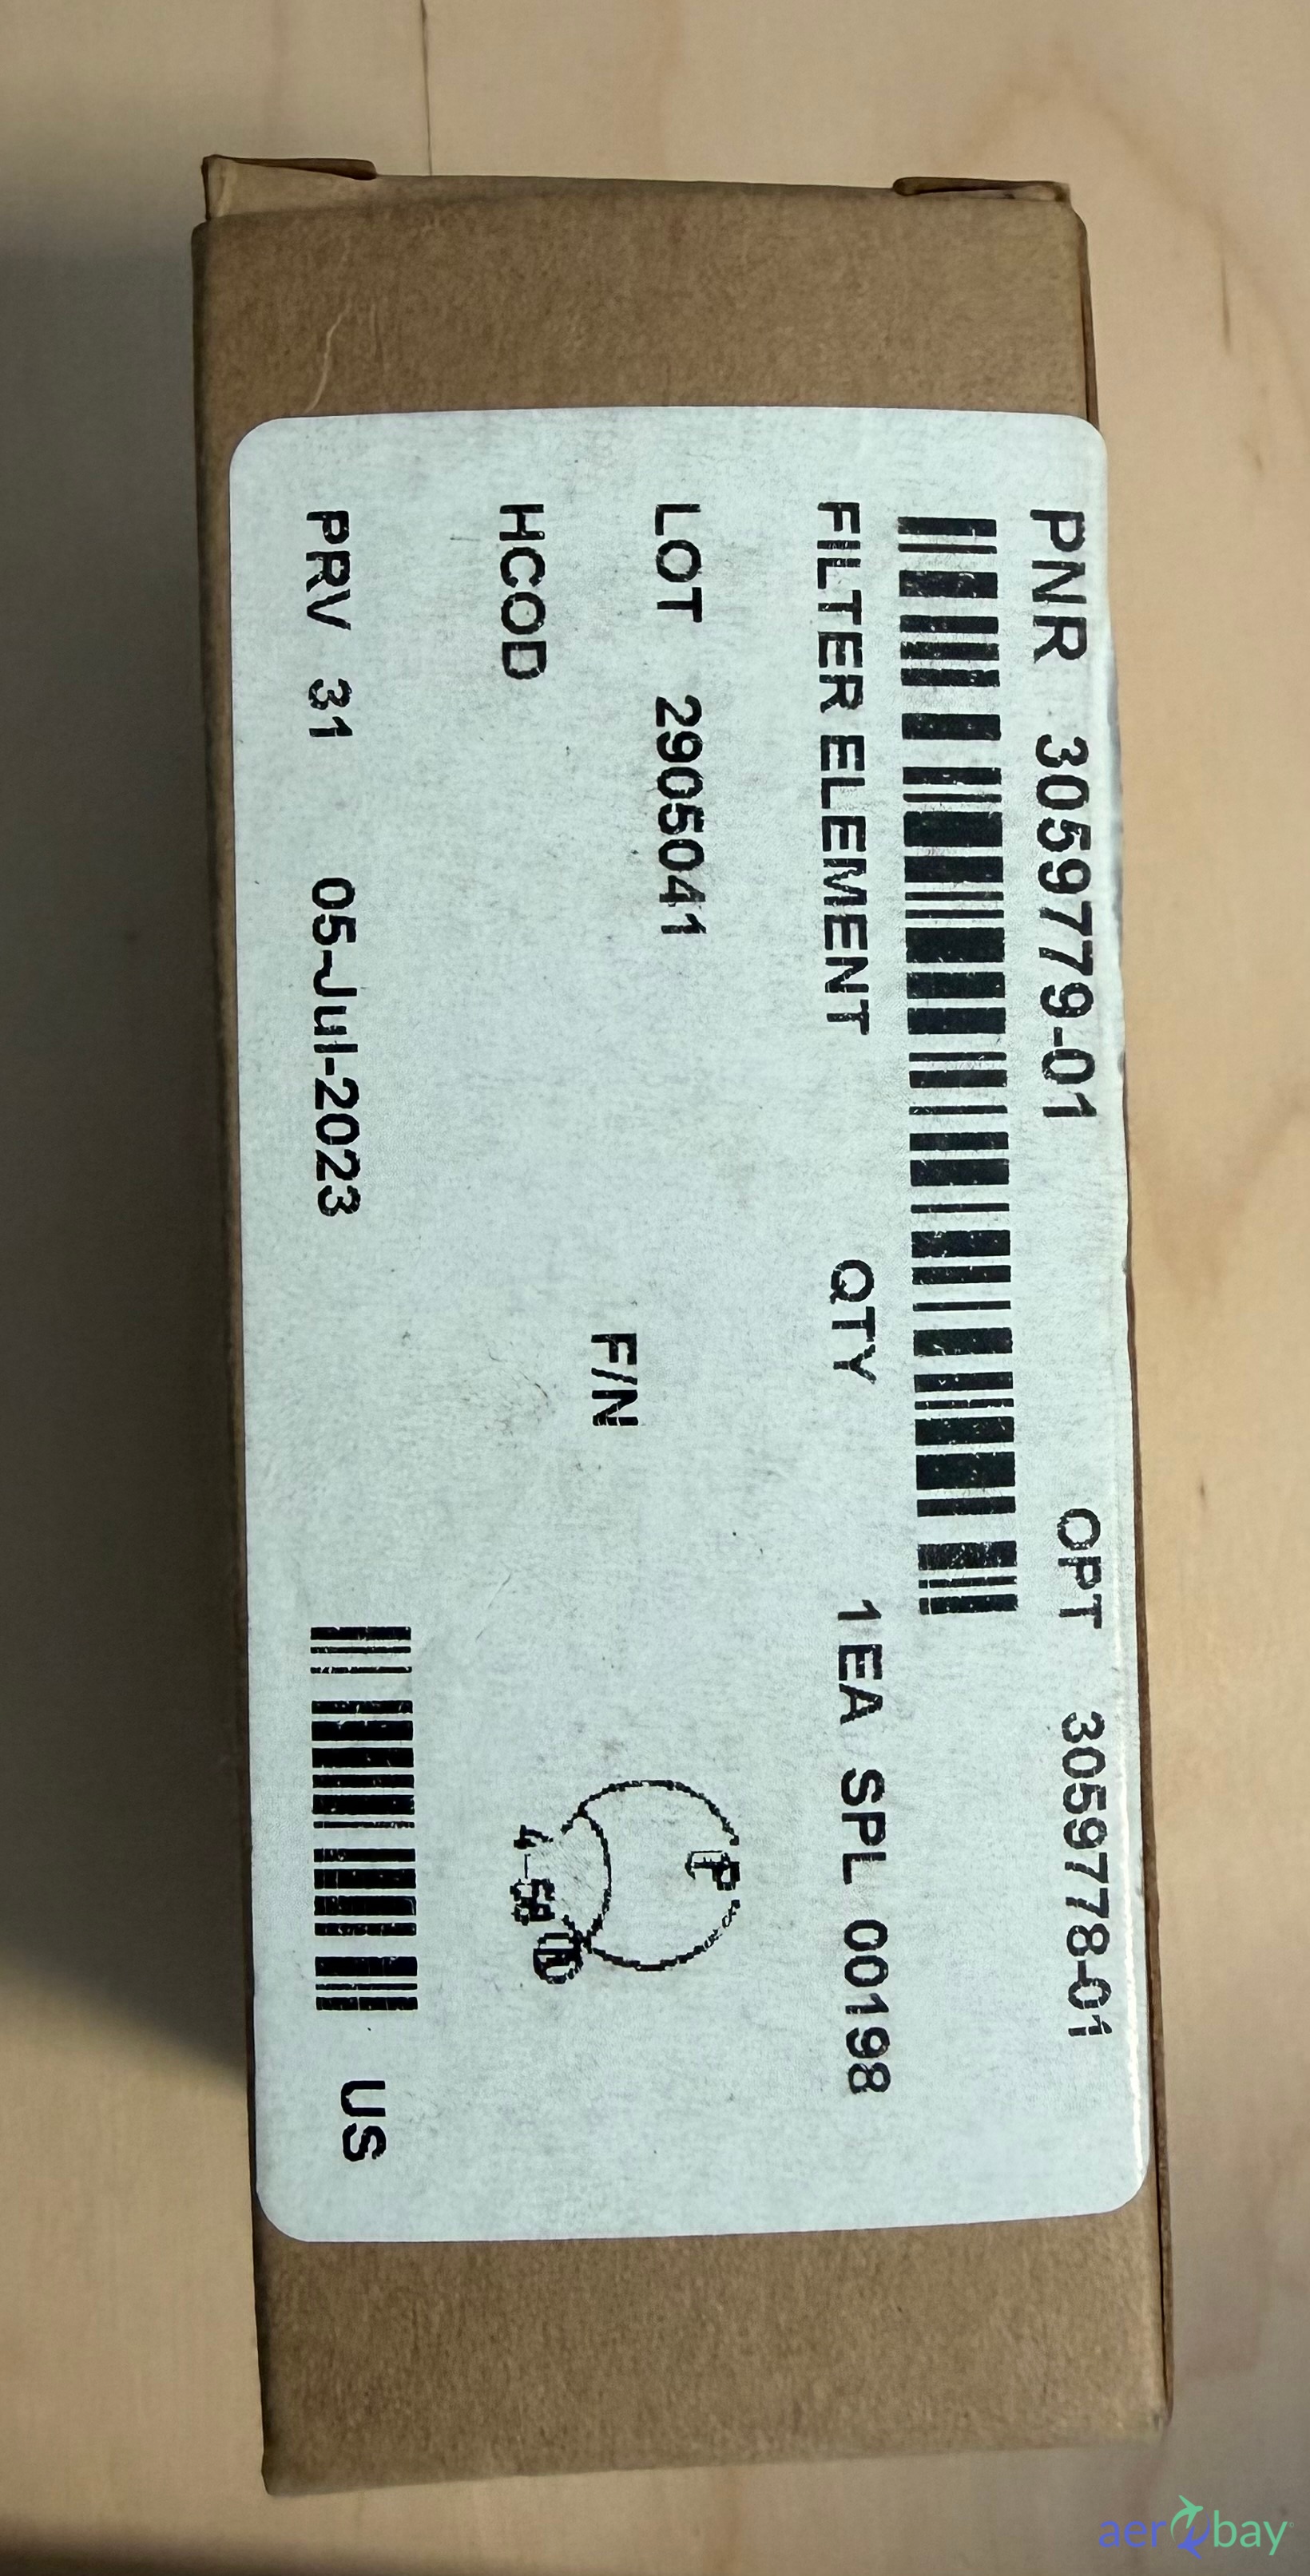 PNR 3059779-01 OPT 3059778-01
FILTER ELEMENT QTY 1 EA SPL 00198
LOT 2905041
F/N
HCOD
PRV 31 05-Jul-2023 US
aerobay